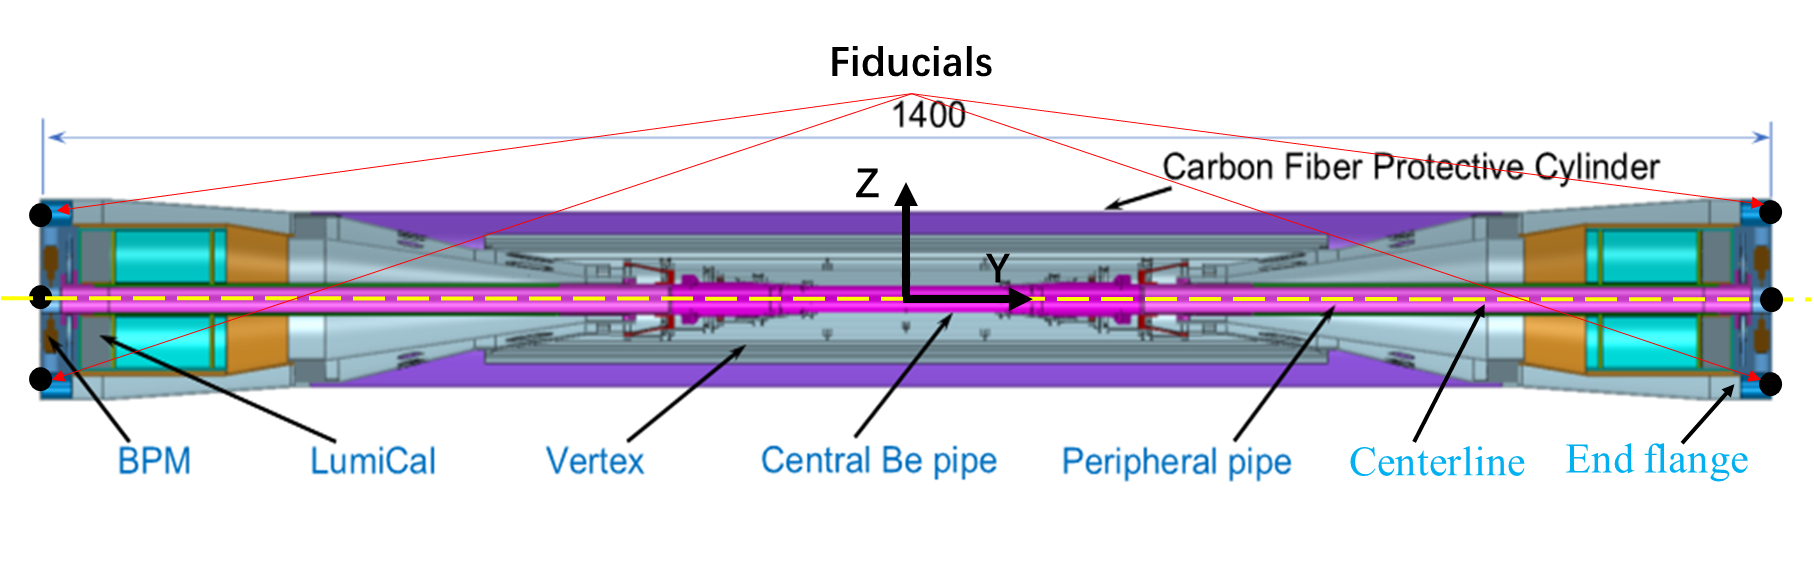 Fiducials
1400
Carbon Fiber Protective Cylinder
Z
Y
BPM
LumiCal
Vertex
Central Be pipe
Peripheral pipe
Centerline
End flange